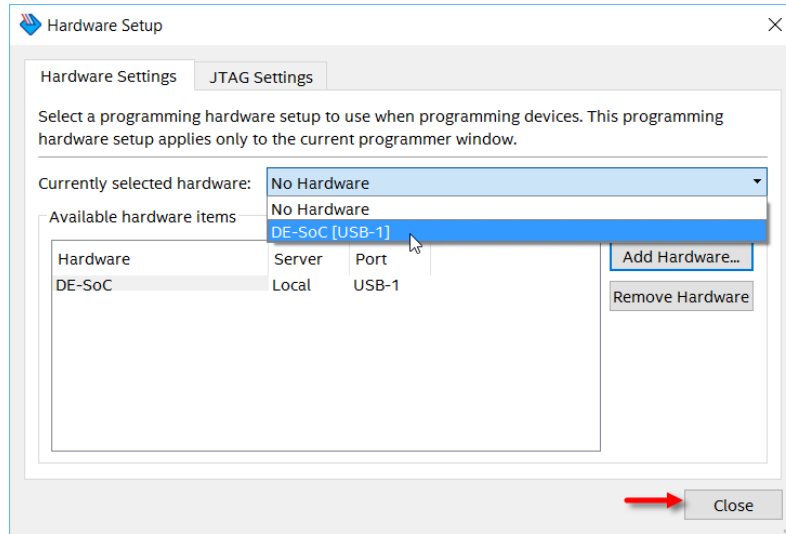 Hardware Setup
Hardware Settings
JTAG Settings
Select a programming hardware setup to use when programming devices. This programming
hardware setup applies only to the current programmer window.
Currently selected hardware:
No Hardware
No Hardware
DE-SoC [USB-1]
Available hardware items
Hardware
Server
Port
DE-SoC
Local
USB-1
Add Hardware...
Remove Hardware
Close